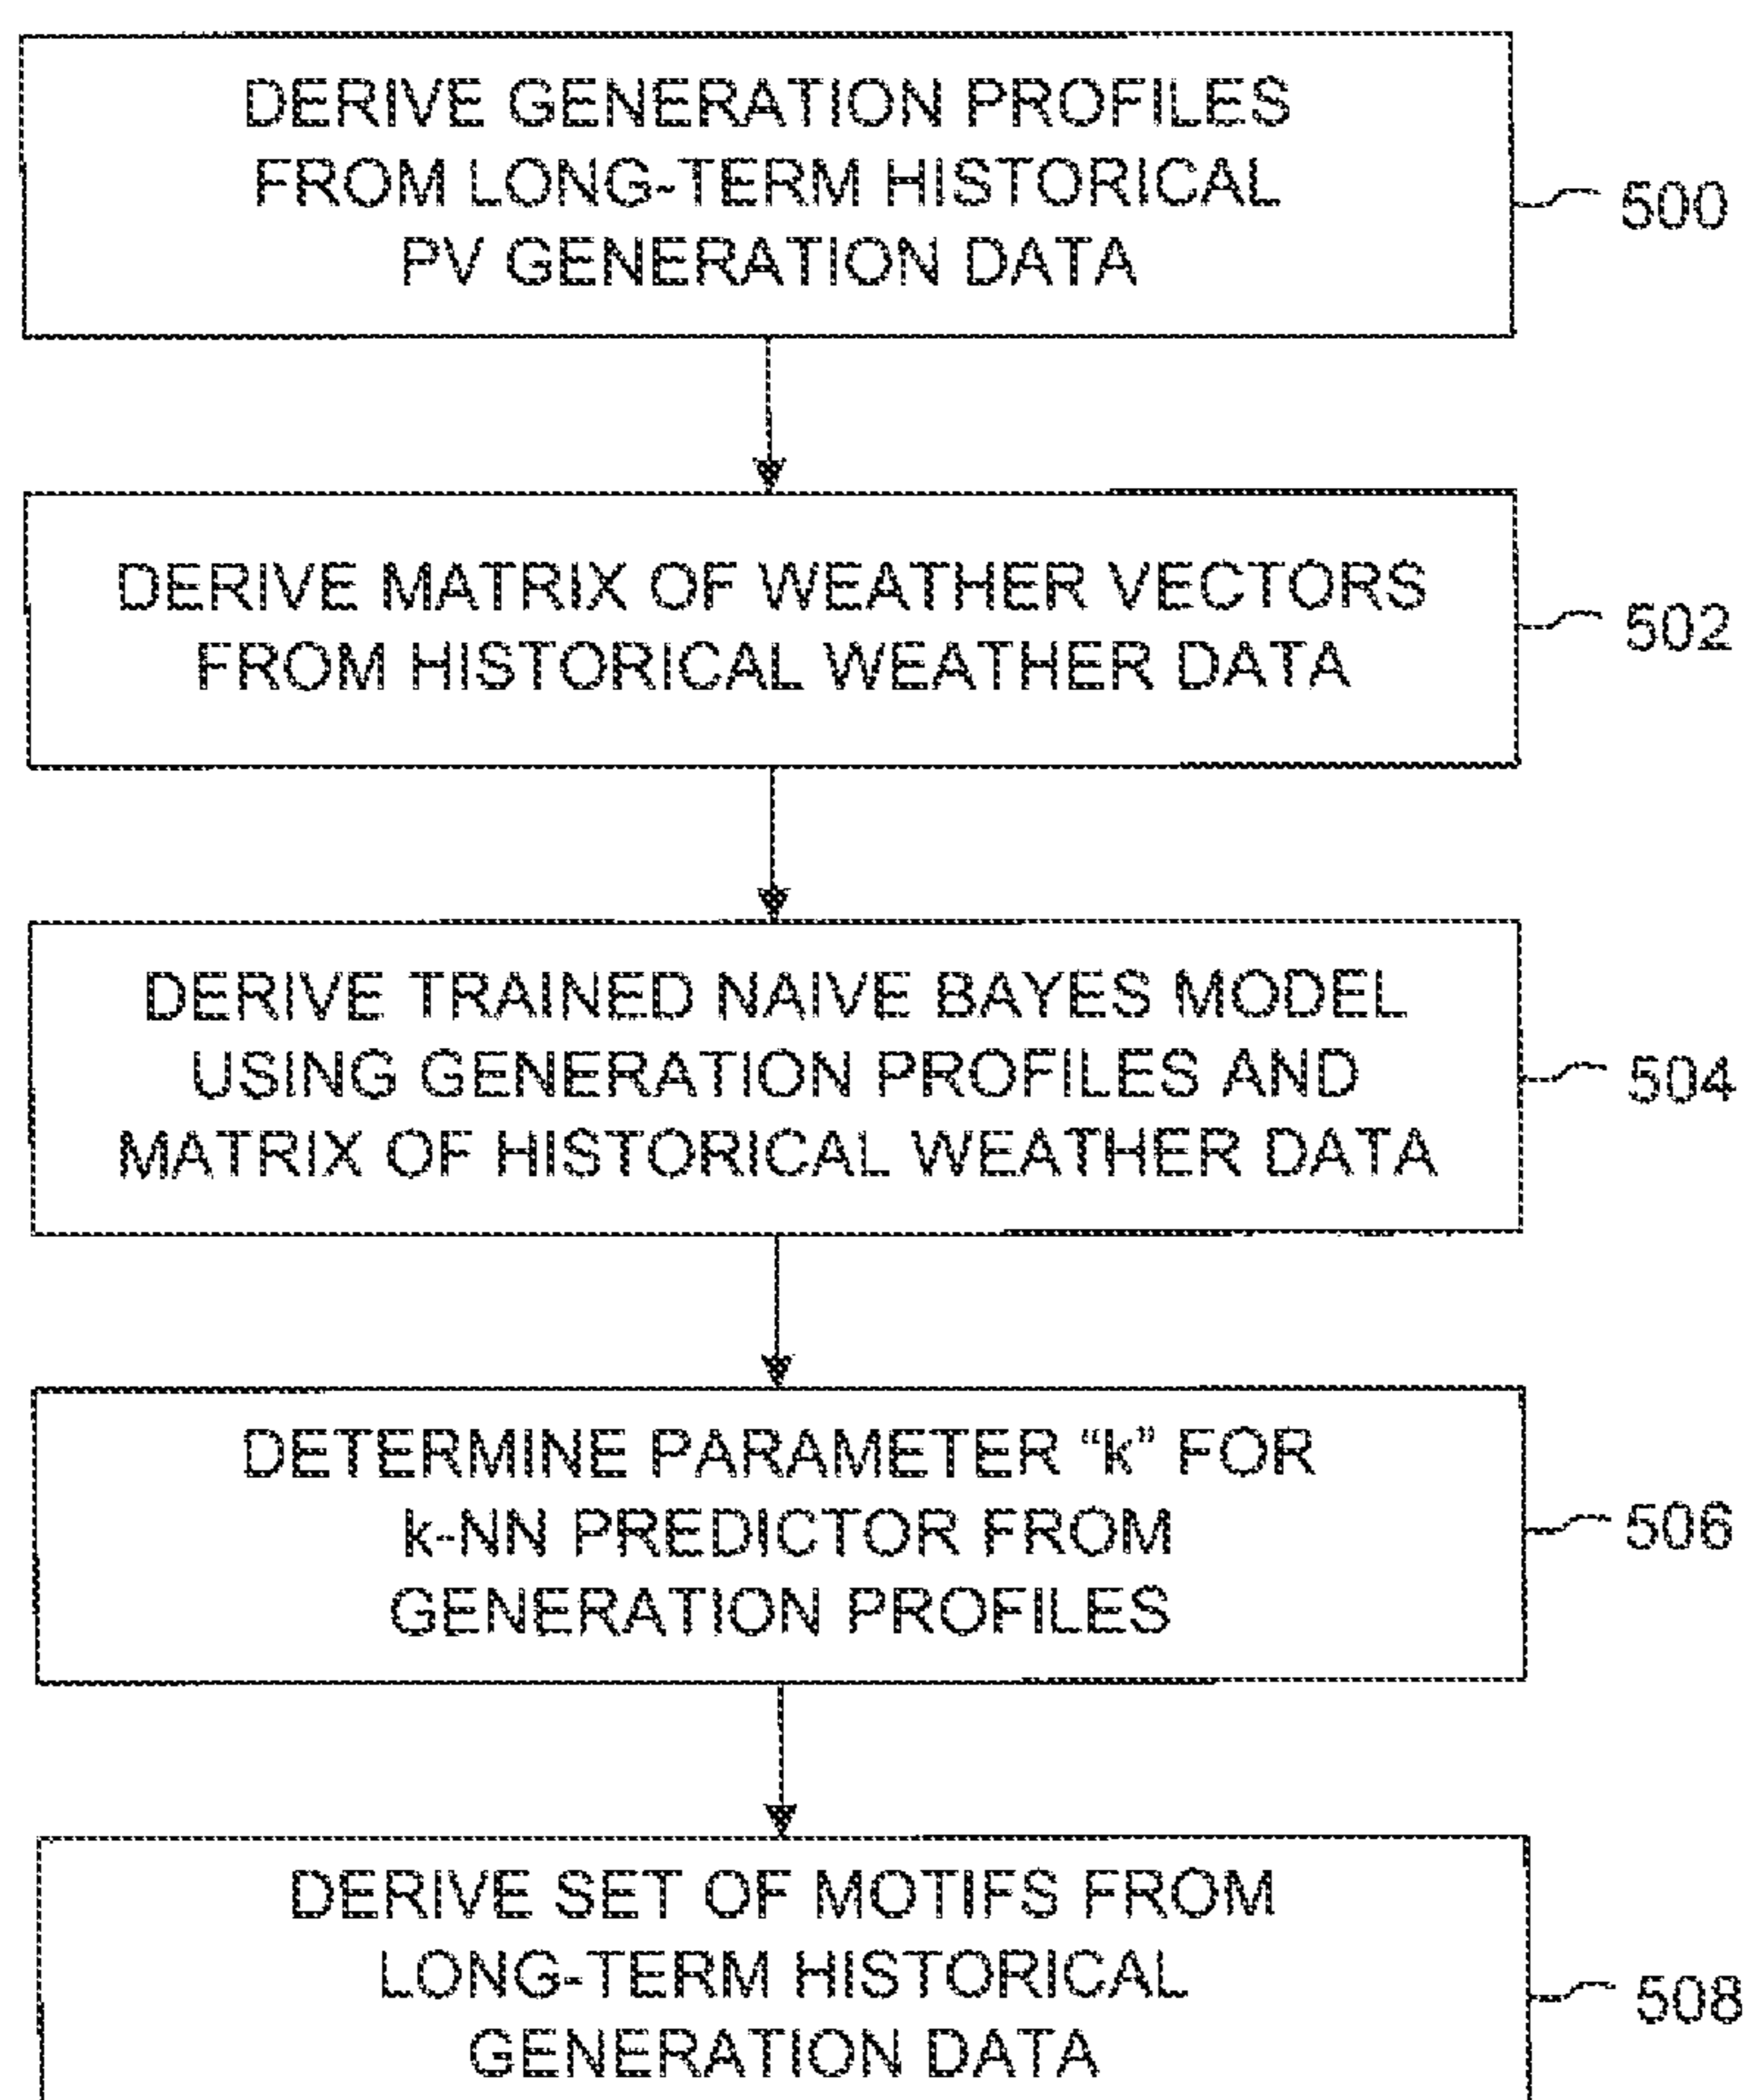 DERIVE GENERATION PROFILES
FROM LONG-TERM HISTORICAL
PV GENERATION DATA
500
DERIVE MATRIX OF WEATHER VECTORS
FROM HISTORICAL WEATHER DATA
502
DERIVE TRAINED NAIVE BAYES MODEL
USING GENERATION PROFILES AND
MATRIX OF HISTORICAL WEATHER DATA
504
DETERMINE PARAMETER “k” FOR
k-NN PREDICTOR FROM
GENERATION PROFILES
506
DERIVE SET OF MOTIFS FROM
LONG-TERM HISTORICAL
GENERATION DATA
508